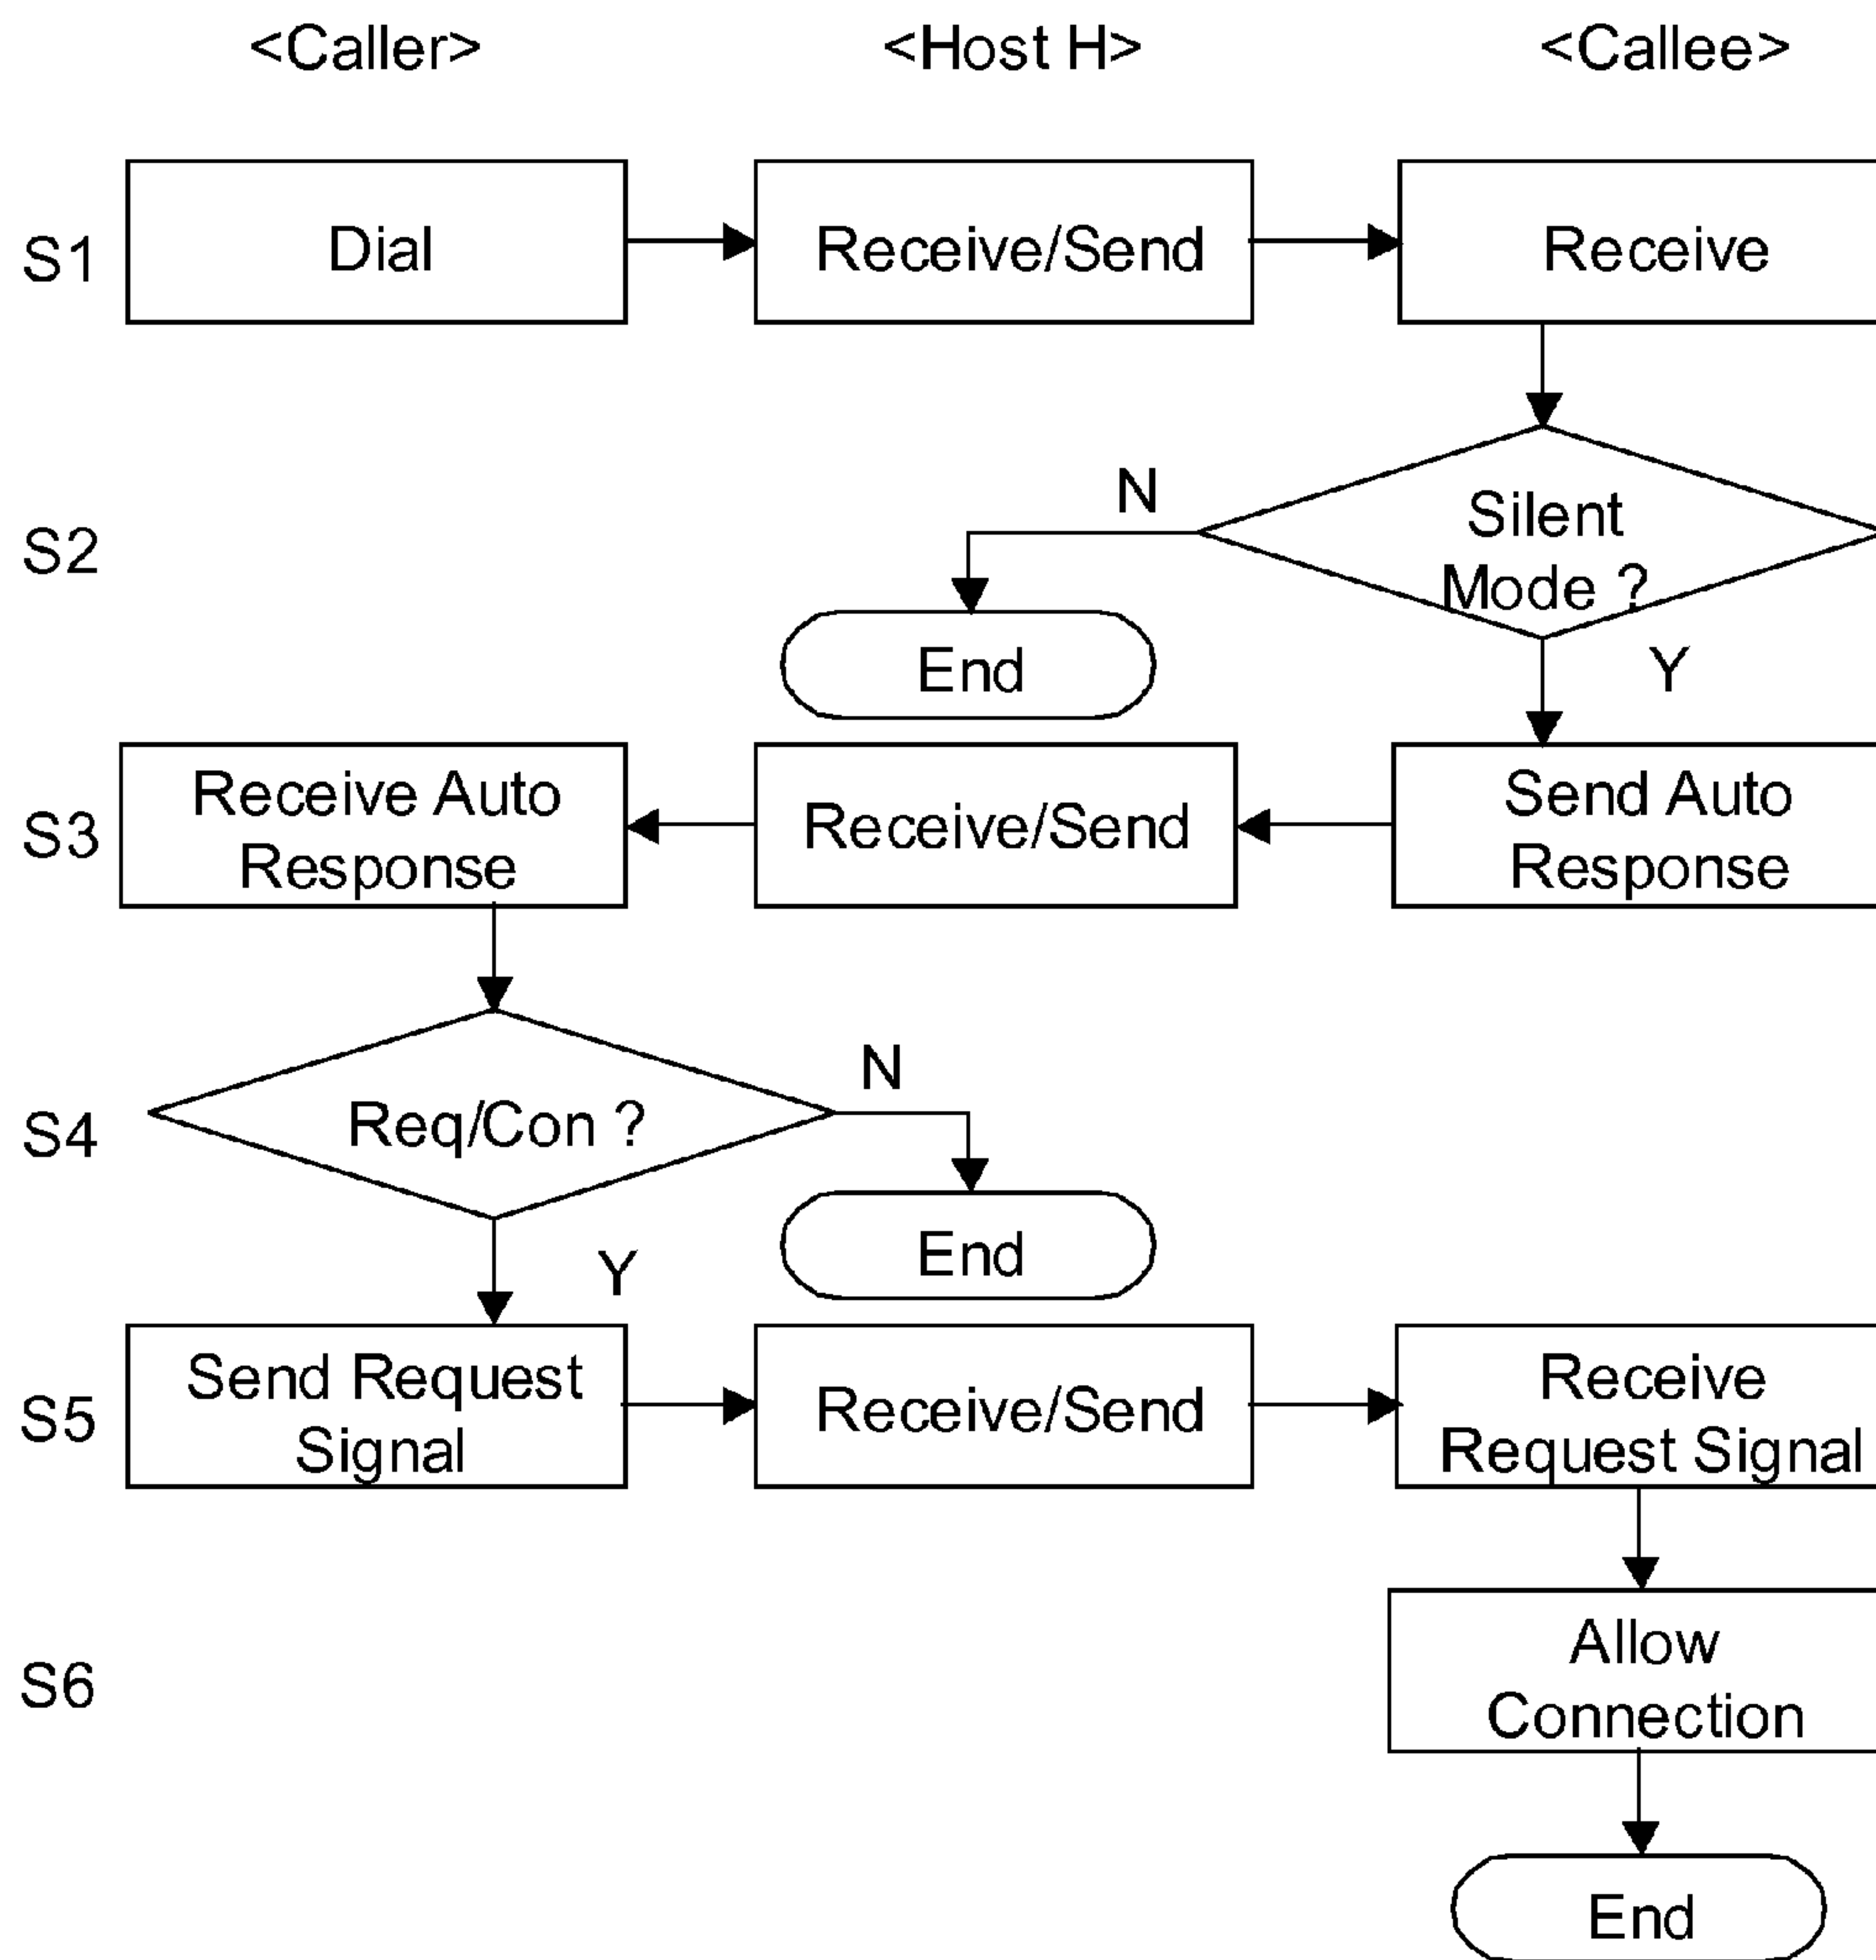 <Caller> <Host H> <Callee>
S1 Dial Receive/Send Receive
N
S2
Silent
Mode ?
End
Y
S3
Receive Auto
Response
Receive/Send
Send Auto
Response
N
S4 Req/Con ?
End
Y
S5
Send Request
Signal
Receive/Send
Receive
Request Signal
S6
Allow
Connection
End